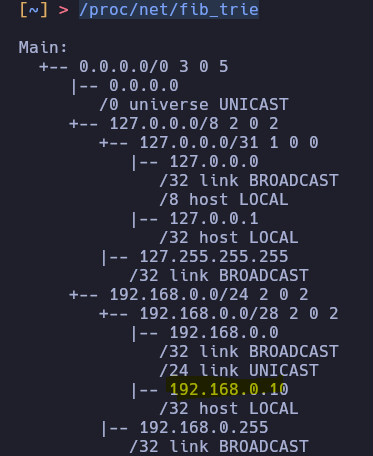 [~] > /proc/net/fib_trie
Main:
  +-- 0.0.0.0/0 3 0 5
     |-- 0.0.0.0
        /0 universe UNICAST
     +-- 127.0.0.0/8 2 0 2
        +-- 127.0.0.0/31 1 0 0
           |-- 127.0.0.0
              /32 link BROADCAST
              /8 host LOCAL
           |-- 127.0.0.1
              /32 host LOCAL
        |-- 127.255.255.255
           /32 link BROADCAST
     +-- 192.168.0.0/24 2 0 2
        +-- 192.168.0.0/28 2 0 2
           |-- 192.168.0.0
              /32 link BROADCAST
              /24 link UNICAST
           |-- 192.168.0.10
              /32 host LOCAL
        |-- 192.168.0.255
           /32 link BROADCAST